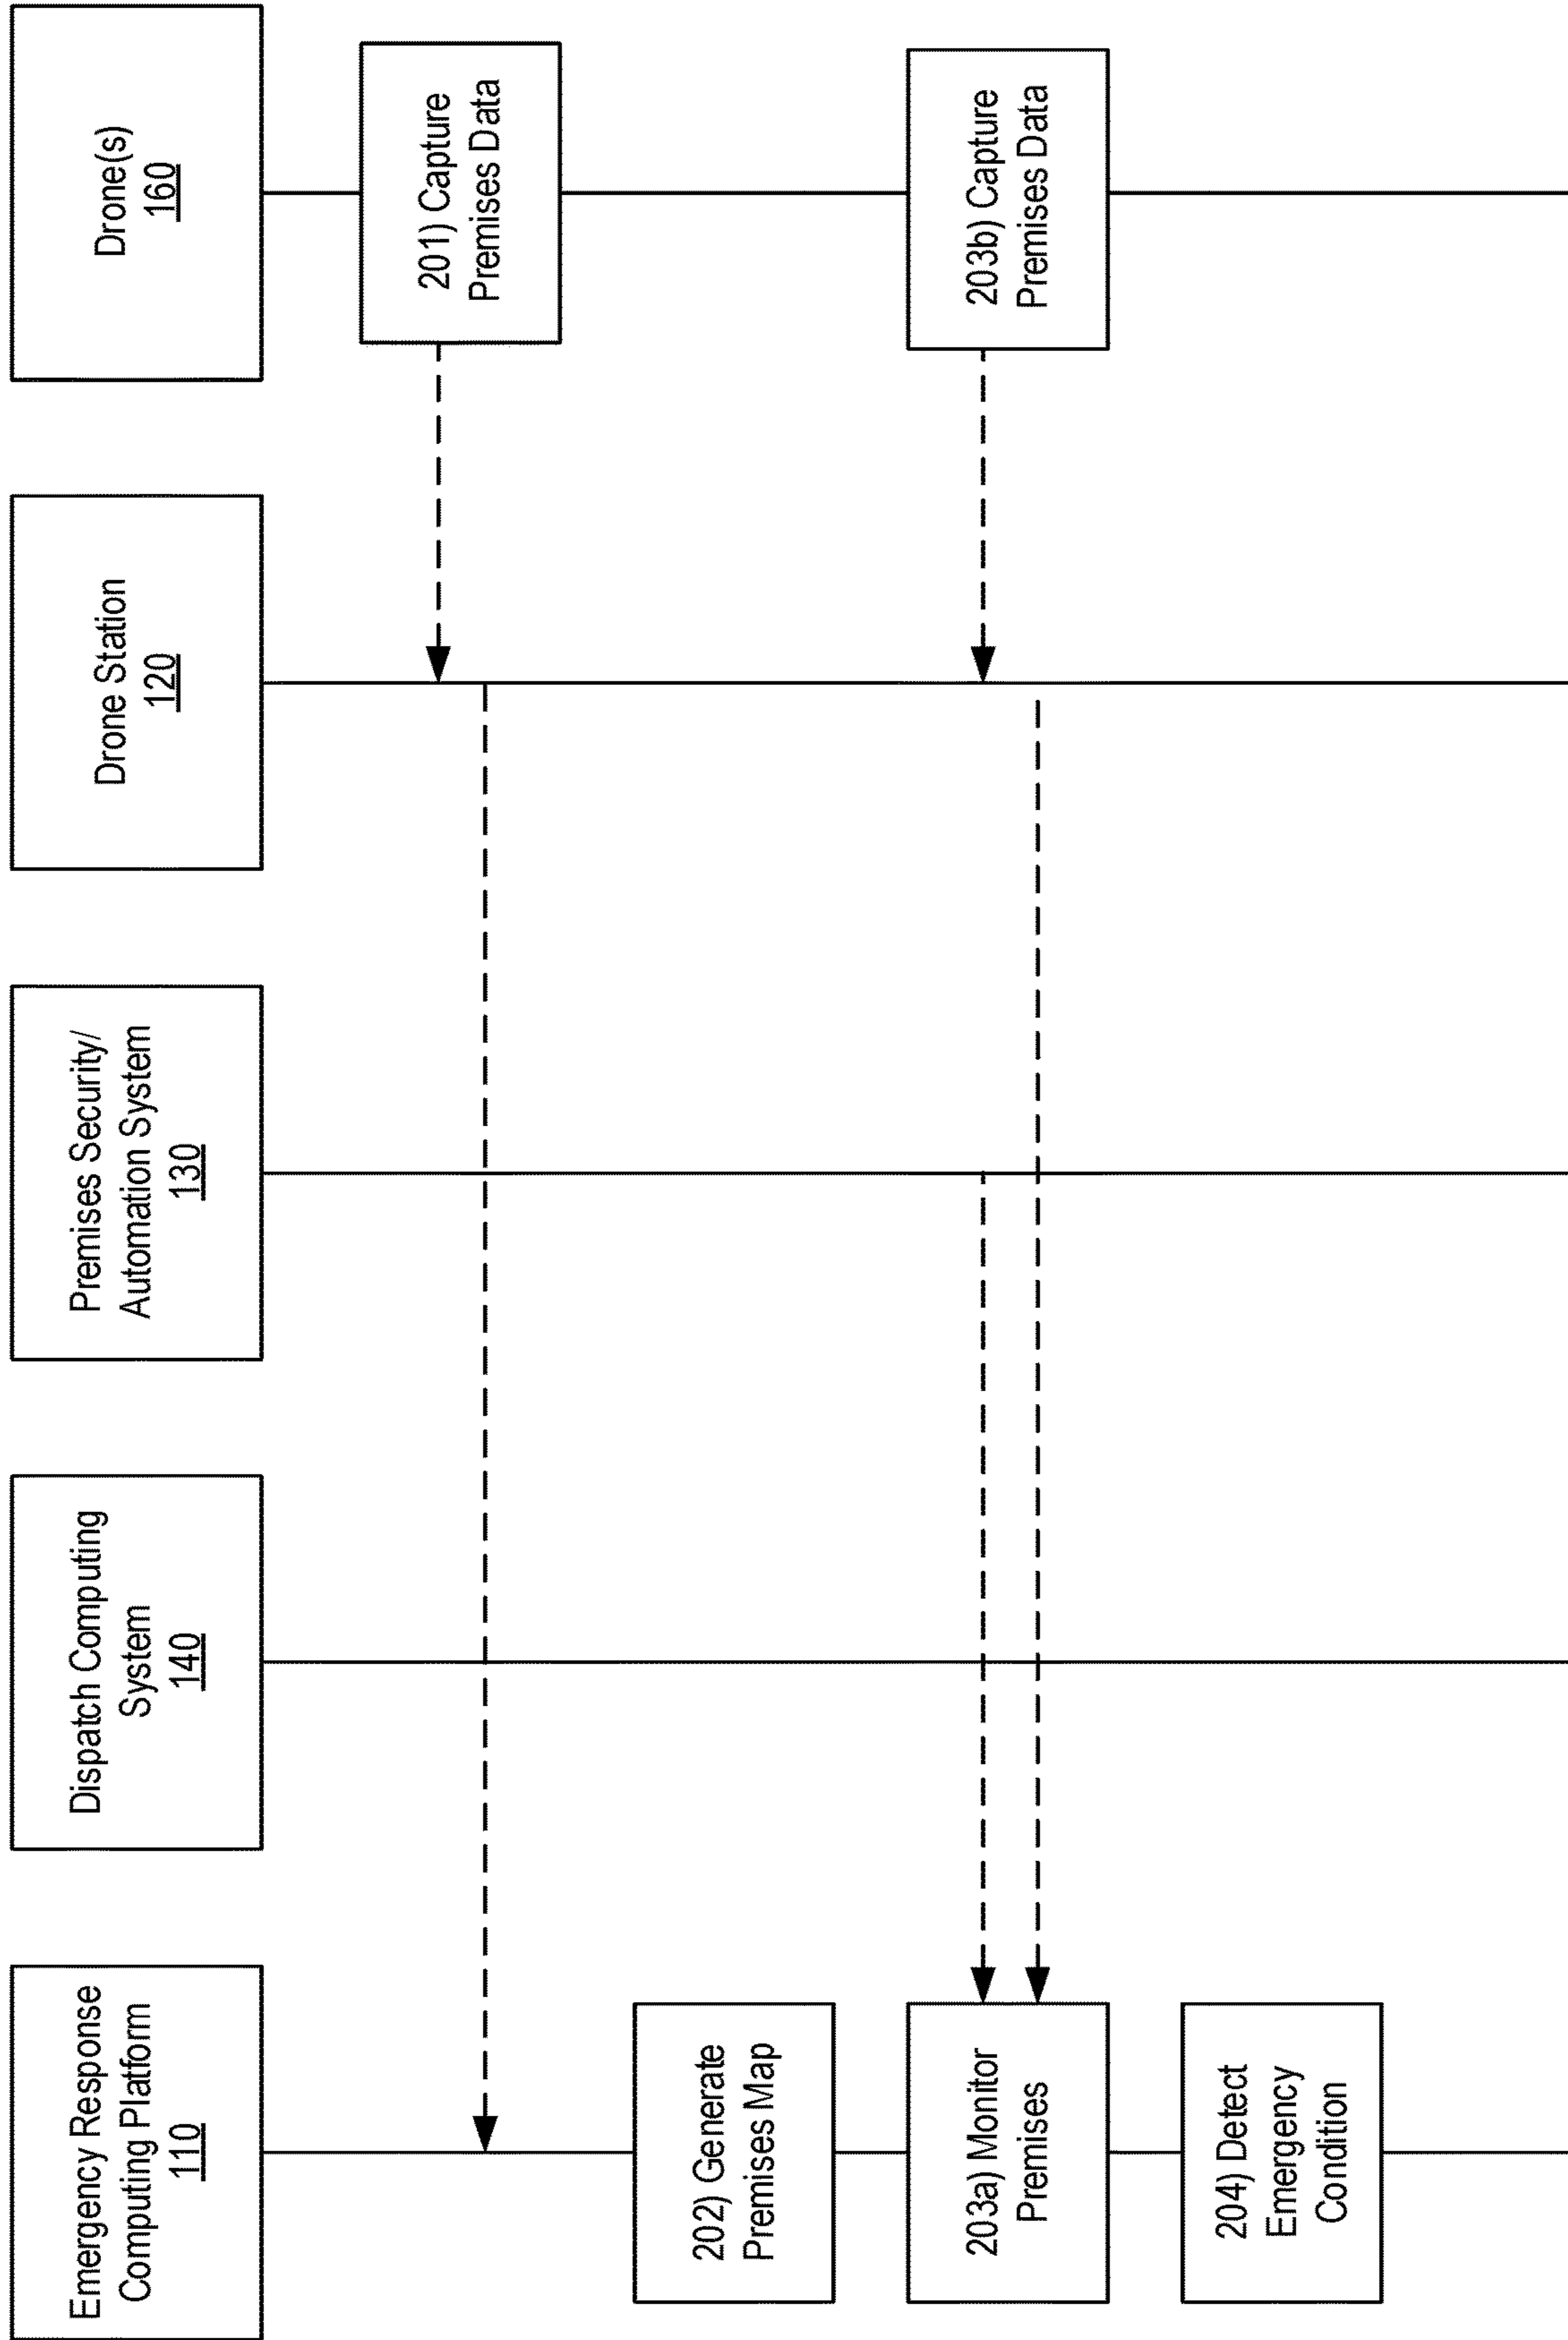 Emergency Response
Computing Platform
110
Dispatch Computing
System
140
Premises Security/
Automation System
130
Drone Station
120
Drone(s)
160
201) Capture
Premises Data
202) Generate
Premises Map
203a) Monitor
Premises
203b) Capture
Premises Data
204) Detect
Emergency
Condition